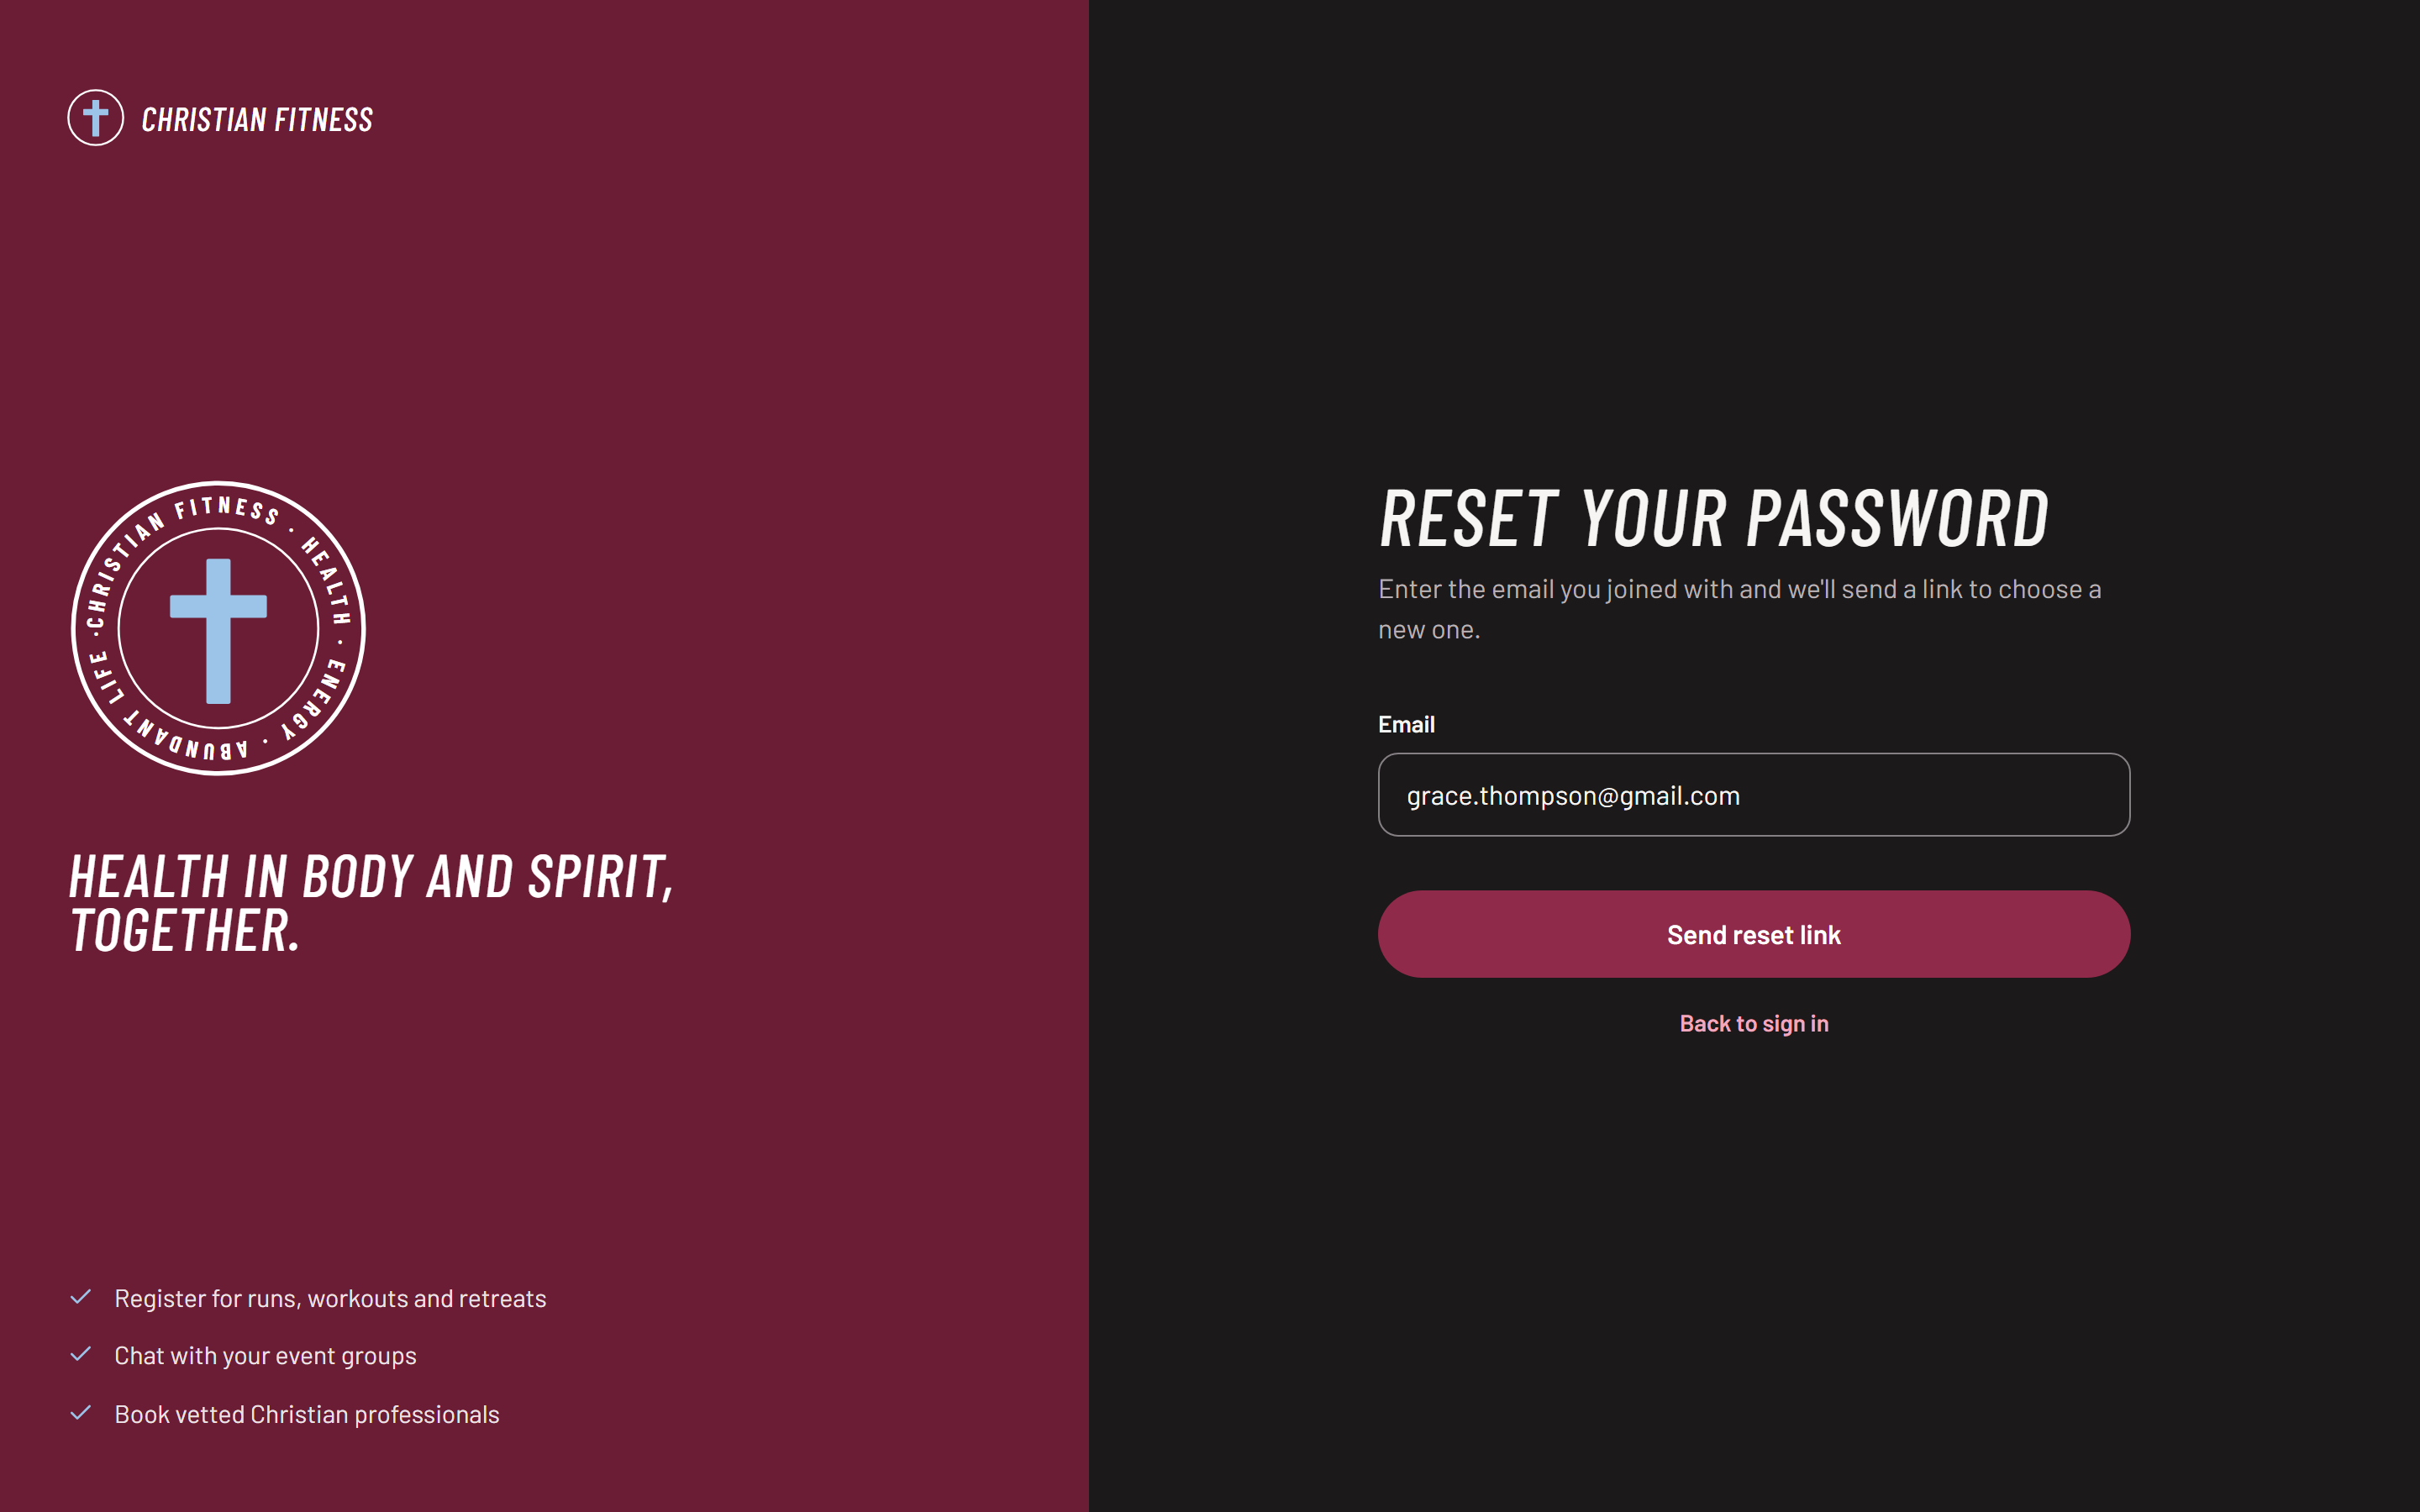 CHRISTIAN FITNESS
CHRISTIAN FITNESS · HEALTH · ENERGY · ABUNDANT LIFE ·
HEALTH IN BODY AND SPIRIT,
TOGETHER.
Register for runs, workouts and retreats
Chat with your event groups
Book vetted Christian professionals
RESET YOUR PASSWORD
Enter the email you joined with and we'll send a link to choose a
new one.
Email
grace.thompson@gmail.com
Send reset link
Back to sign in